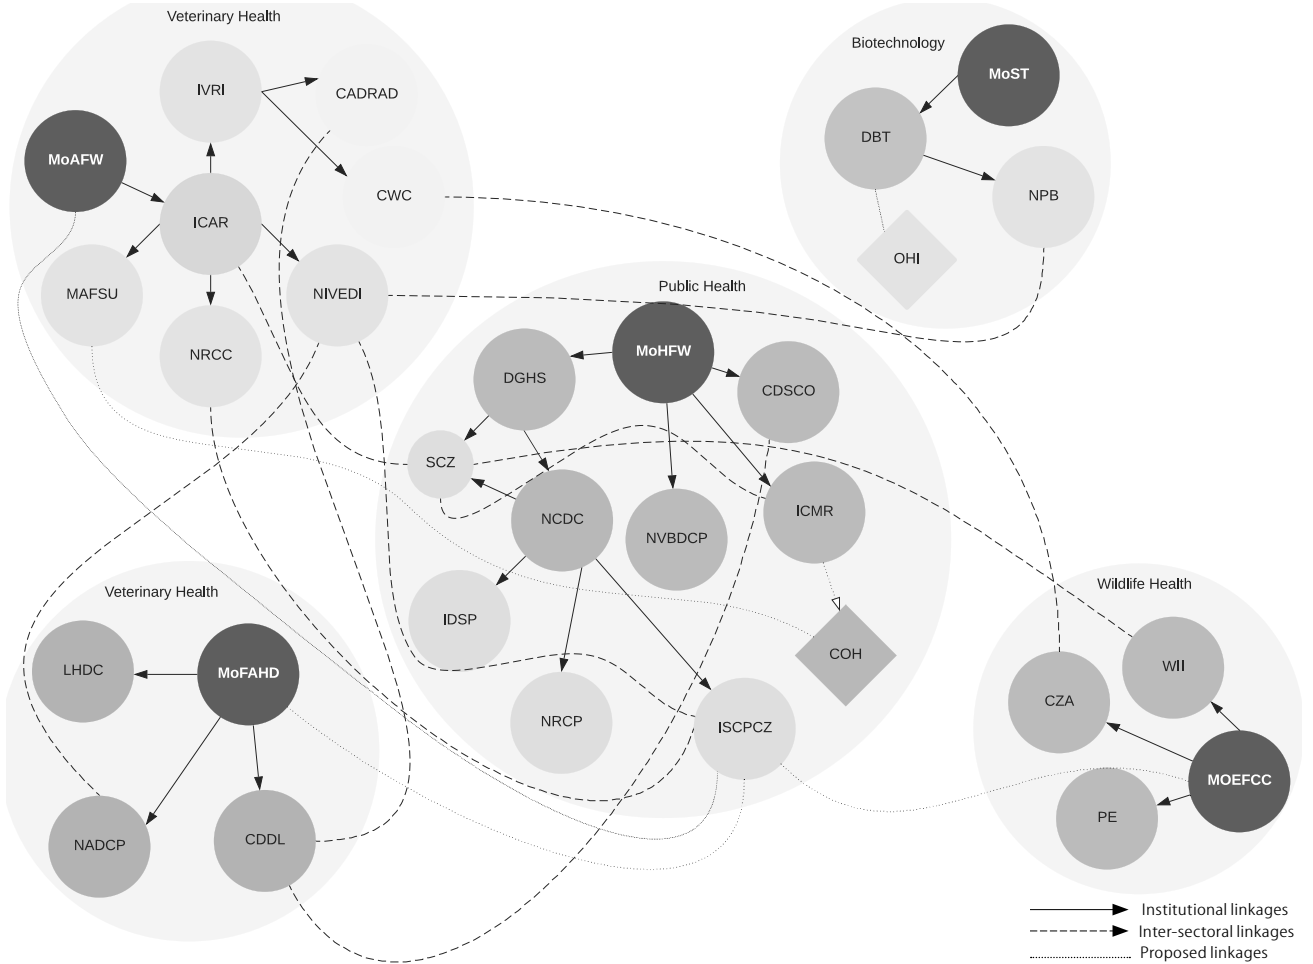 Veterinary Health
IVRI
CADRAD
MoAFW
CWC
ICAR
MAFSU
NIVEDI
NRCC
Biotechnology
MoST
DBT
NPB
OHI
Public Health
MoHFW
DGHS
CDSCO
SCZ
NCDC
NVBDCP
ICMR
IDSP
COH
NRCP
ISCPCZ
Veterinary Health
LHDC
MoFAHD
NADCP
CDDL
Wildlife Health
WII
CZA
MOEFCC
PE
Institutional linkages
Inter-sectoral linkages
Proposed linkages